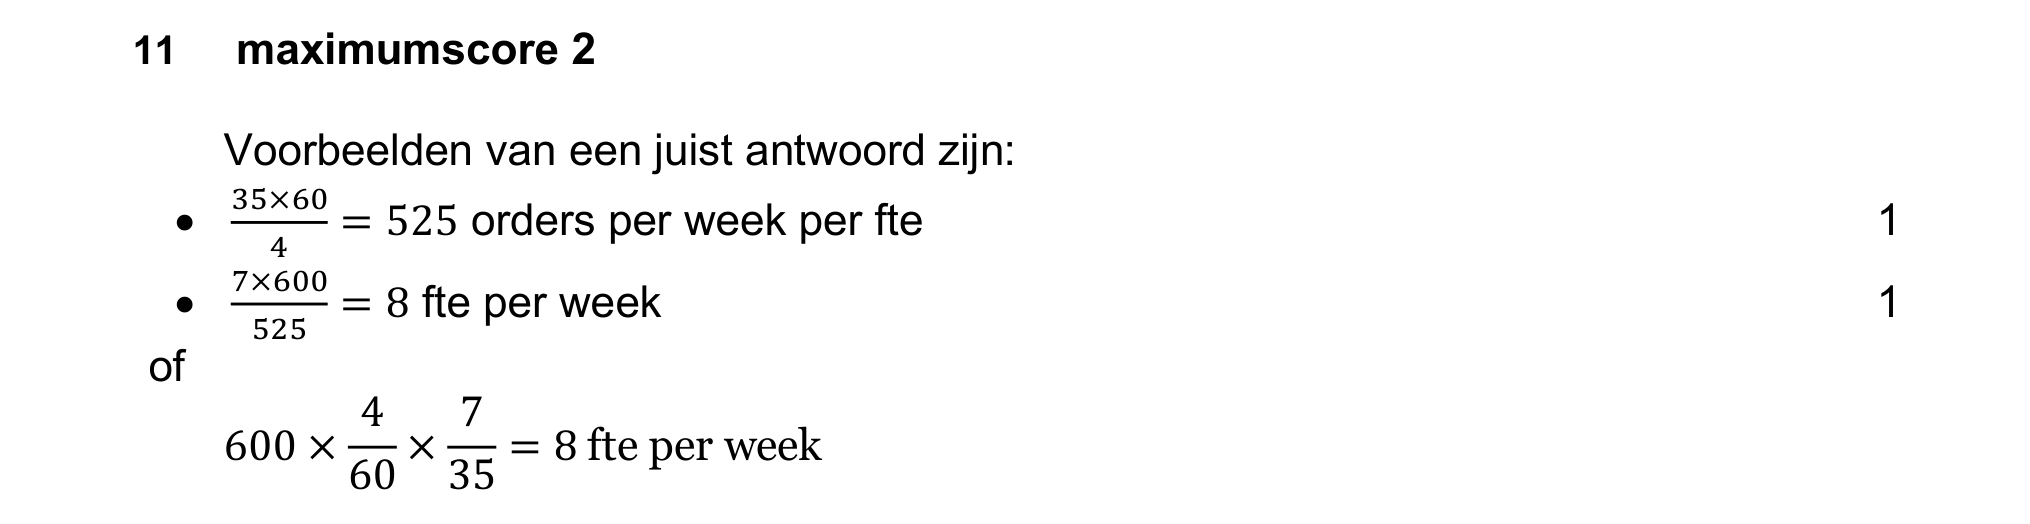 11 maximumscore 2
Voorbeelden van een juist antwoord zijn:
• 35×60/4 = 525 orders per week per fte 1
• 7×600/525 = 8 fte per week 1
of
600 × 4/60 × 7/35 = 8 fte per week